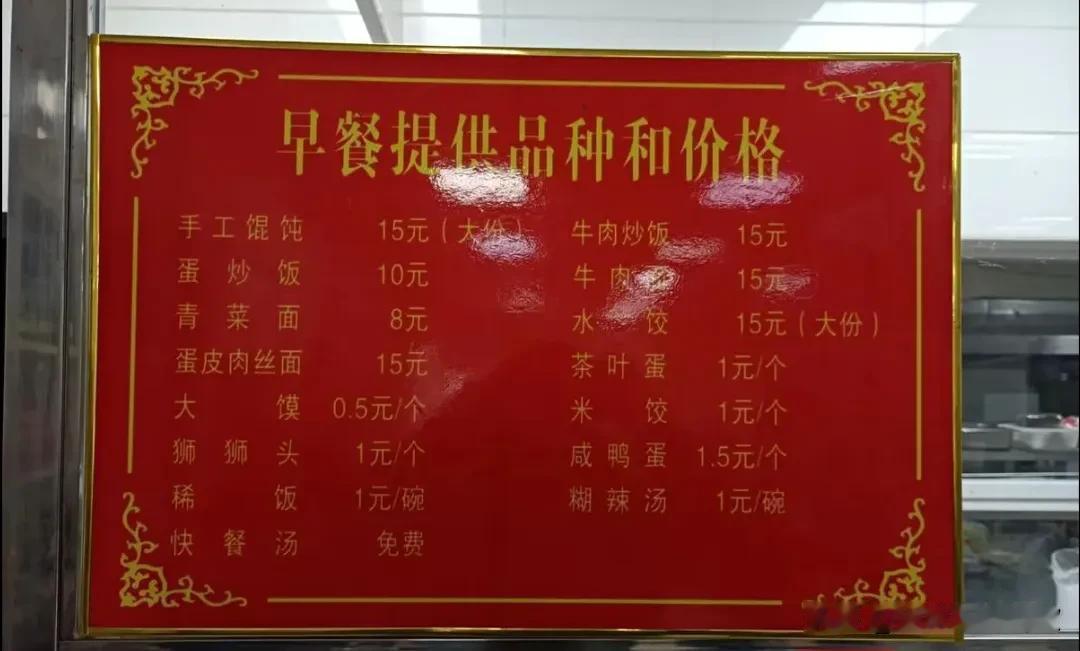 早餐提供品种和价格
手工馄饨 15元（大份）
蛋炒饭 10元
青菜面 8元
蛋皮肉丝面 15元
大馍 0.5元/个
狮狮头 1元/个
稀饭 1元/碗
快餐汤 免费
牛肉炒饭 15元
牛肉 15元
水饺 15元（大份）
茶叶蛋 1元/个
米饺 1元/个
咸鸭蛋 1.5元/个
糊辣汤 1元/碗